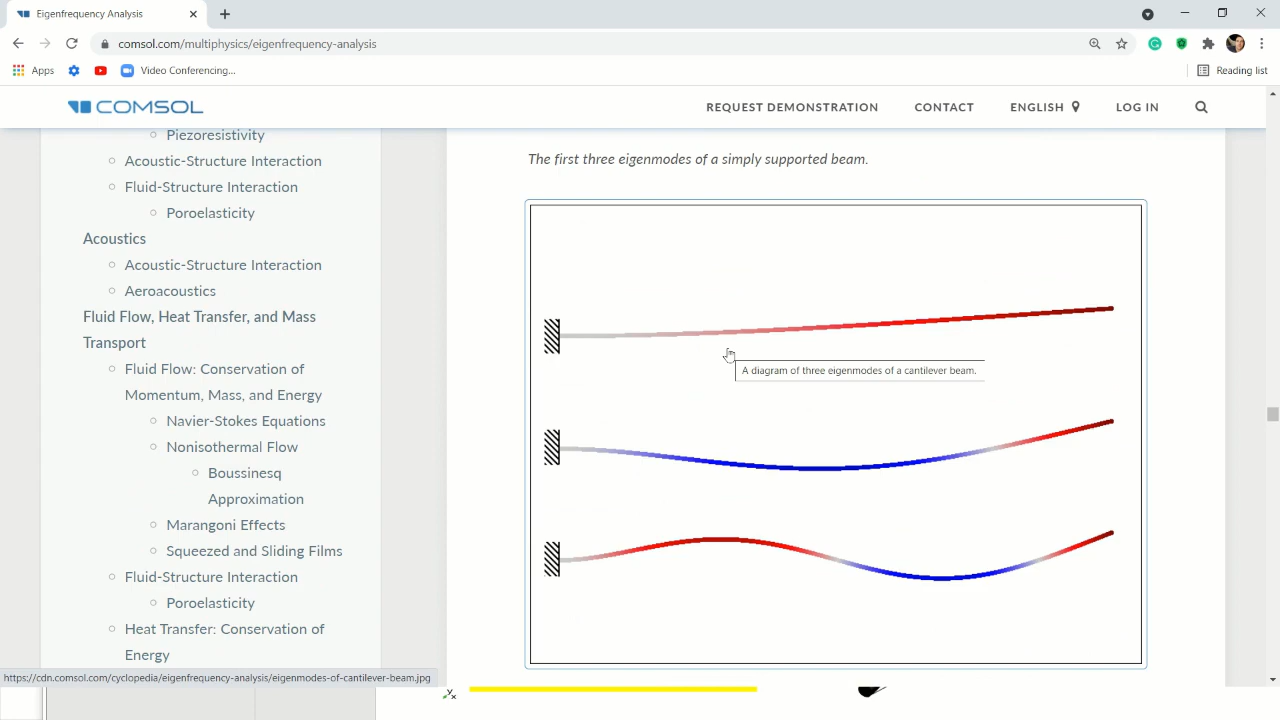 Eigenfrequency Analysis
comsol.com/multiphysics/eigenfrequency-analysis
Apps
Video Conferencing...
Reading list
COMSOL
REQUEST DEMONSTRATION
CONTACT
ENGLISH
LOG IN
Piezoresistivity
Acoustic-Structure Interaction
Fluid-Structure Interaction
Poroelasticity
Acoustics
Acoustic-Structure Interaction
Aeroacoustics
Fluid Flow, Heat Transfer, and Mass
Transport
Fluid Flow: Conservation of
Momentum, Mass, and Energy
Navier-Stokes Equations
Nonisothermal Flow
Boussinesq
Approximation
Marangoni Effects
Squeezed and Sliding Films
Fluid-Structure Interaction
Poroelasticity
Heat Transfer: Conservation of
Energy
The first three eigenmodes of a simply supported beam.
A diagram of three eigenmodes of a cantilever beam.
https://cdn.comsol.com/cyclopedia/eigenfrequency-analysis/eigenmodes-of-cantilever-beam.jpg
y x